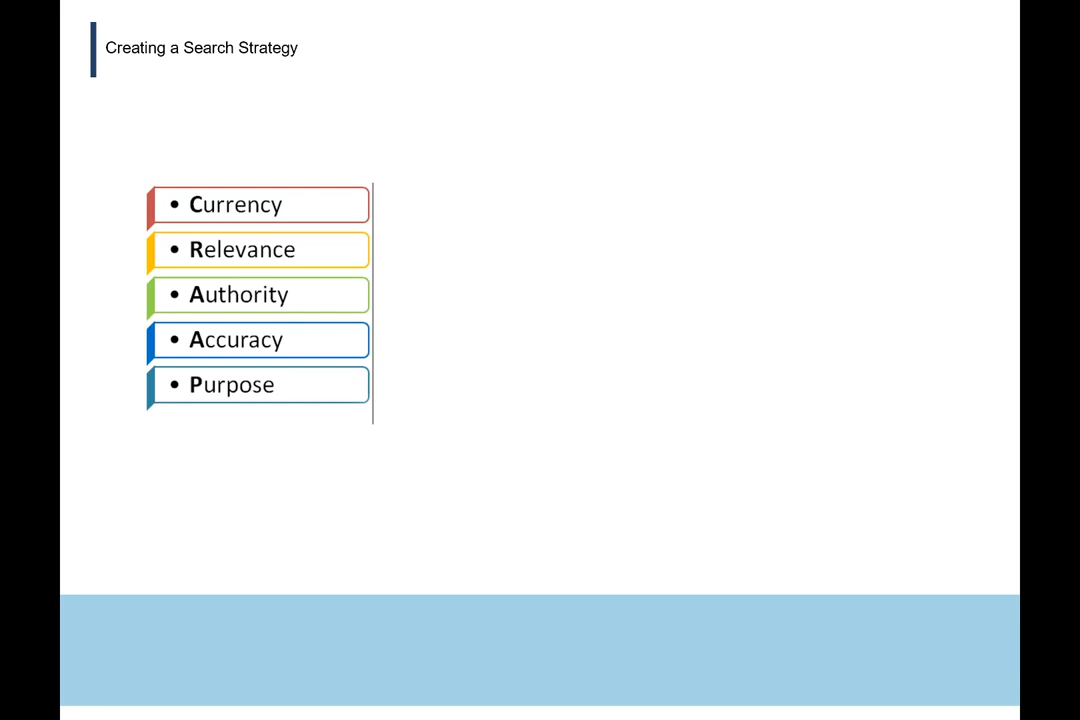 Creating a Search Strategy
• Currency
• Relevance
• Authority
• Accuracy
• Purpose